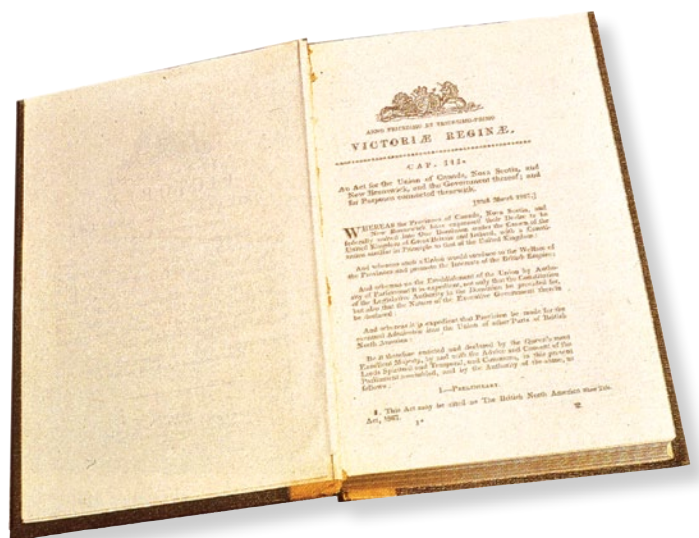 ANNO TRICESIMO ET TRICESIMO-PRIMO
VICTORIÆ REGINÆ.
CAP. III.
An Act for the Union of Canada, Nova Scotia, and
New Brunswick, and the Government thereof; and
for Purposes connected therewith.
[29th March 1867.]
WHEREAS the Provinces of Canada, Nova Scotia, and
New Brunswick have expressed their Desire to be
federally united into One Dominion under the Crown of the
United Kingdom of Great Britain and Ireland, with a Consti-
tution similar in Principle to that of the United Kingdom:
And whereas such a Union would conduce to the Welfare of
the Provinces and promote the Interests of the British Empire:
And whereas on the Establishment of the Union by Autho-
rity of Parliament it is expedient, not only that the Constitution
of the Legislative Authority in the Dominion be provided for,
but also that the Nature of the Executive Government therein
be declared:
And whereas it is expedient that Provision be made for the
eventual Admission into the Union of other Parts of British
North America:
Be it therefore enacted and declared by the Queen's most
Excellent Majesty, by and with the Advice and Consent of the
Lords Spiritual and Temporal, and Commons, in this present
Parliament assembled, and by the Authority of the same, as
follows:
I.—PRELIMINARY.
1. This Act may be cited as The British North America Short Title.
Act, 1867.